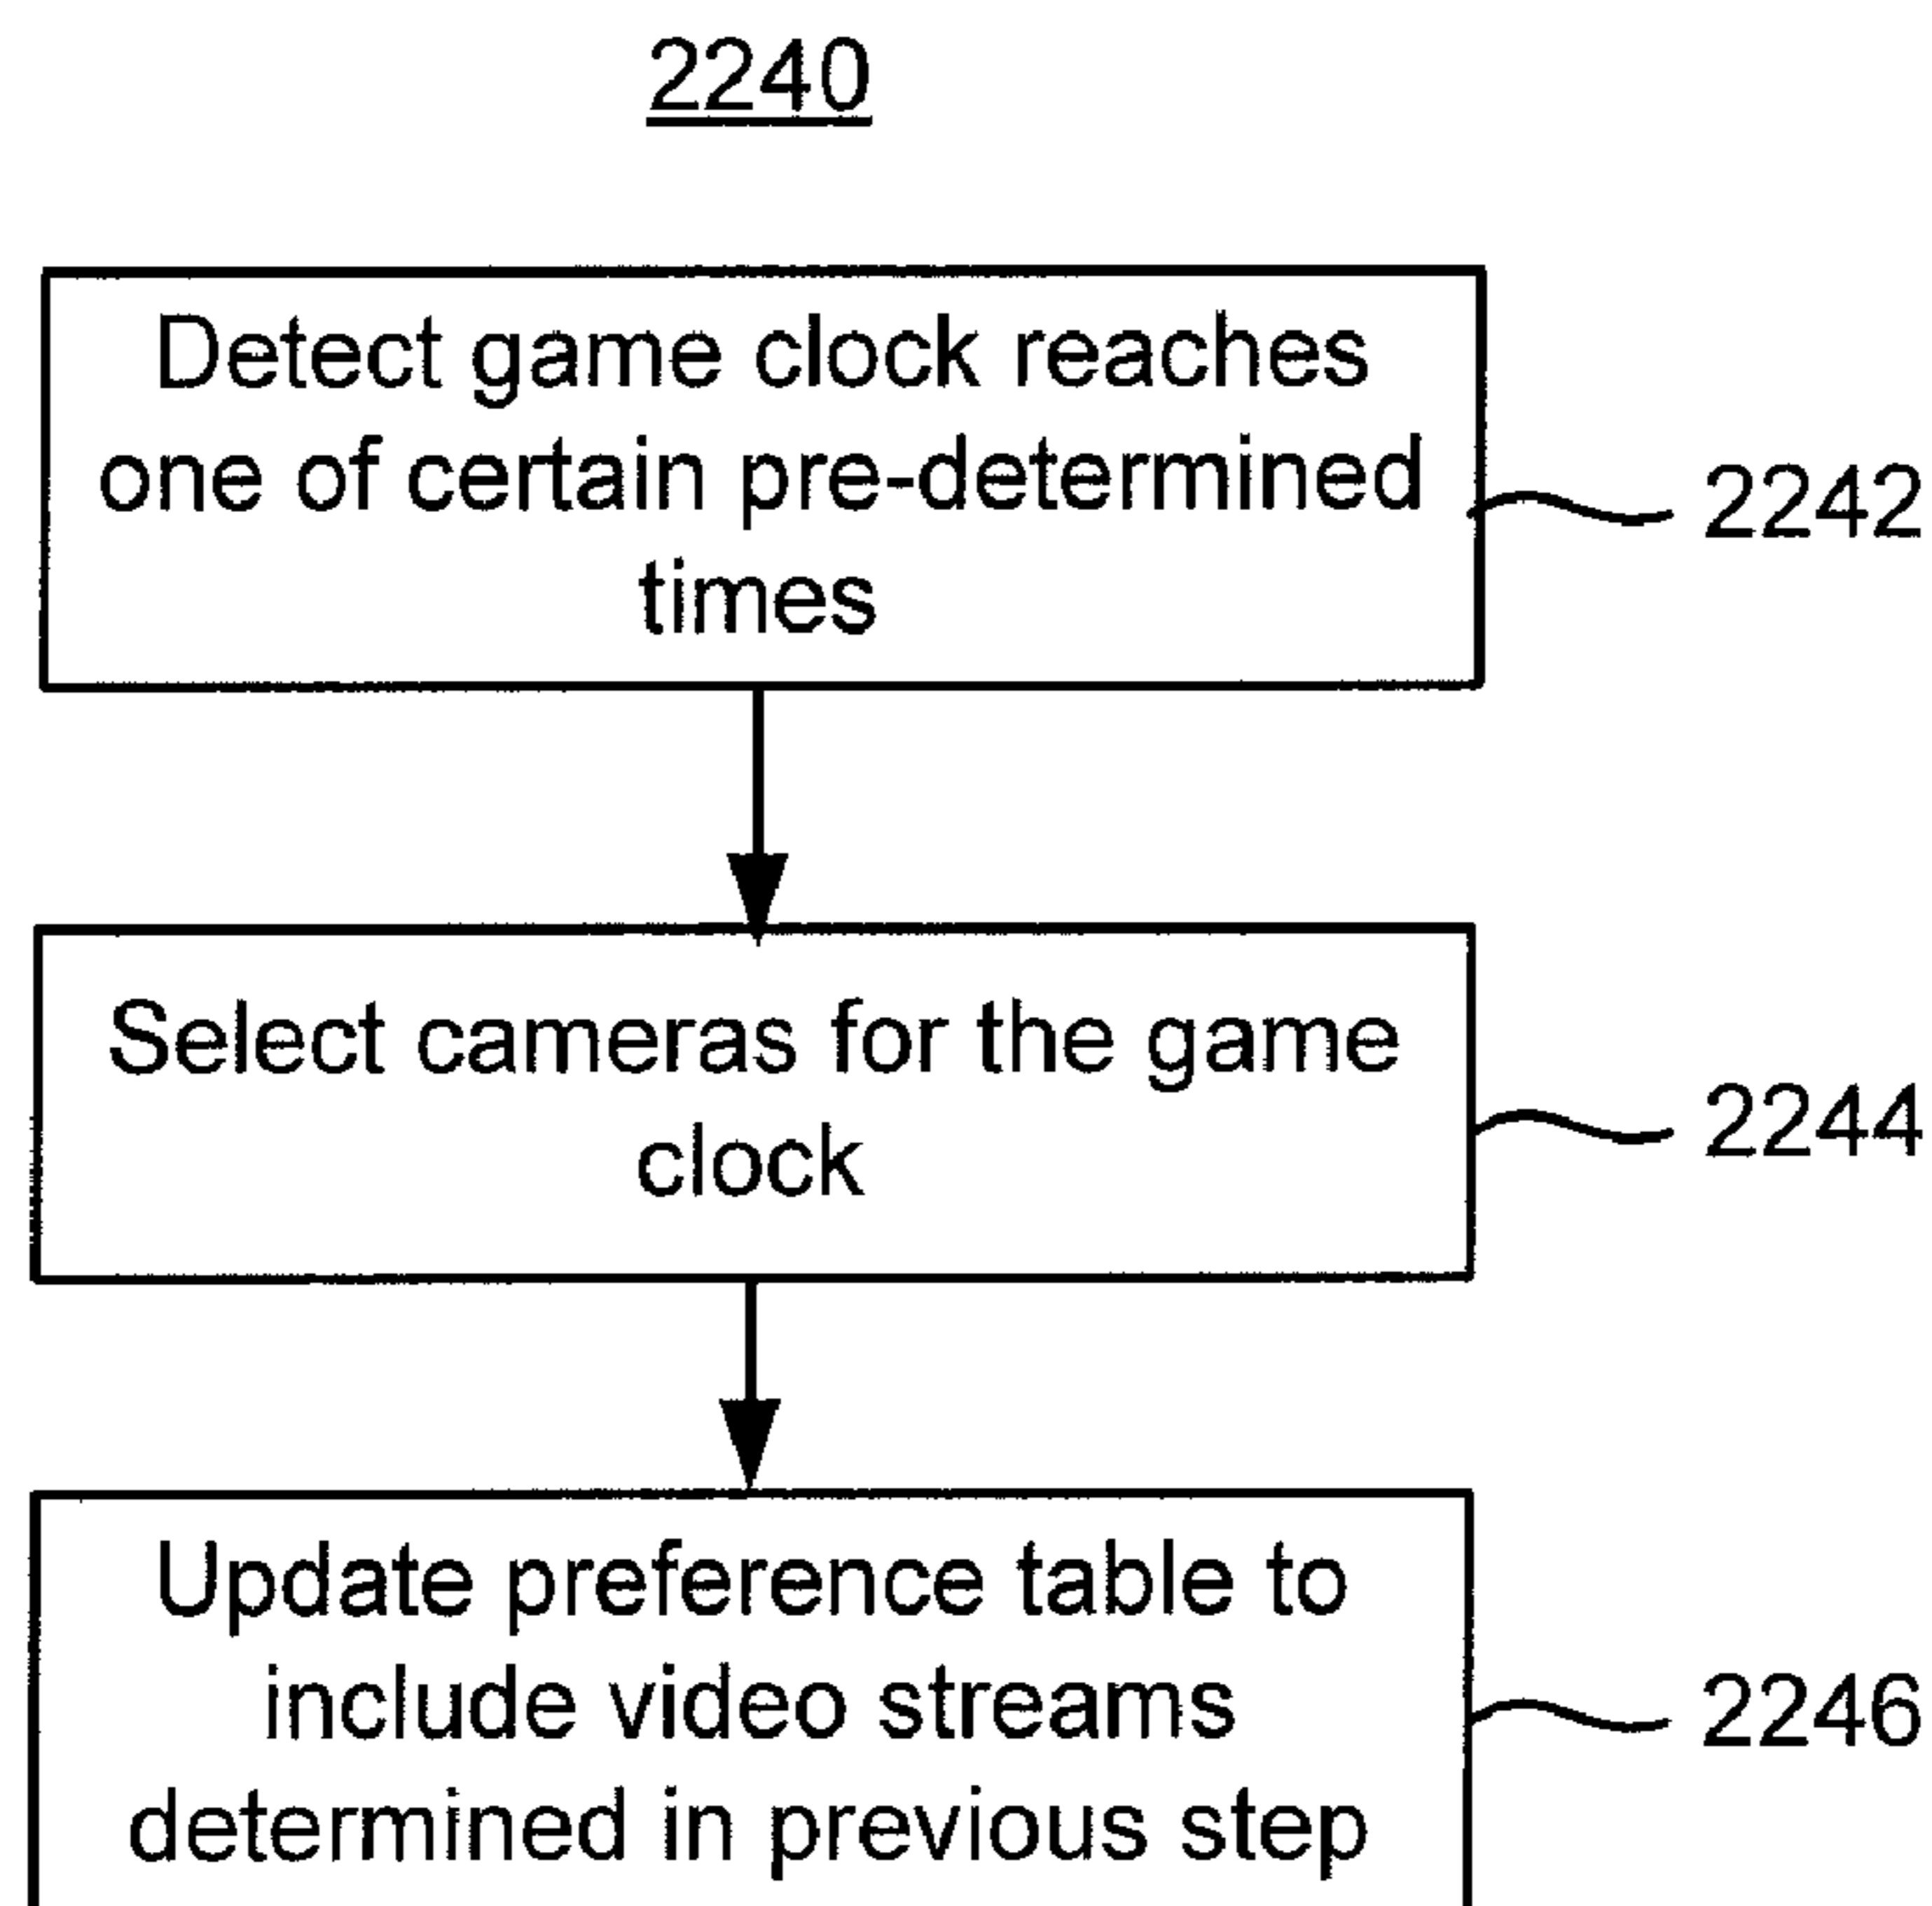 2240
Detect game clock reaches
one of certain pre-determined
times
2242
Select cameras for the game
clock
2244
Update preference table to
include video streams
determined in previous step
2246